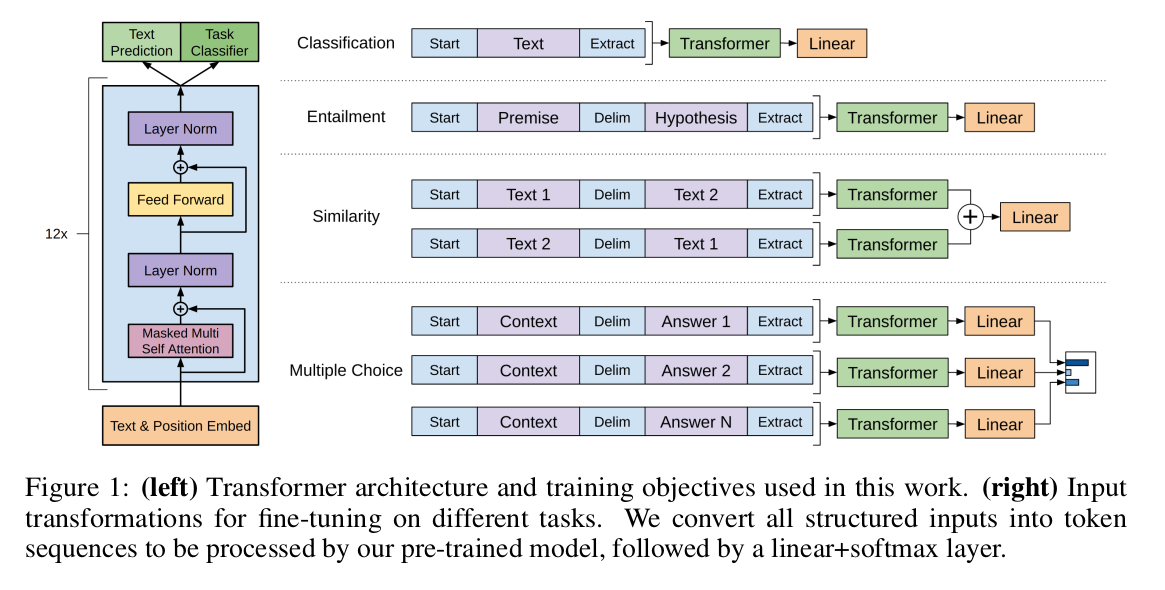 Text
Prediction
Task
Classifier
Layer Norm
+
Feed Forward
12x
Layer Norm
+
Masked Multi
Self Attention
Text & Position Embed
Classification
Start Text Extract Transformer Linear
Entailment
Start Premise Delim Hypothesis Extract Transformer Linear
Similarity
Start Text 1 Delim Text 2 Extract Transformer
+ Linear
Start Text 2 Delim Text 1 Extract Transformer
Multiple Choice
Start Context Delim Answer 1 Extract Transformer Linear
Start Context Delim Answer 2 Extract Transformer Linear
Start Context Delim Answer N Extract Transformer Linear
Figure 1: (left) Transformer architecture and training objectives used in this work. (right) Input
transformations for fine-tuning on different tasks. We convert all structured inputs into token
sequences to be processed by our pre-trained model, followed by a linear+softmax layer.